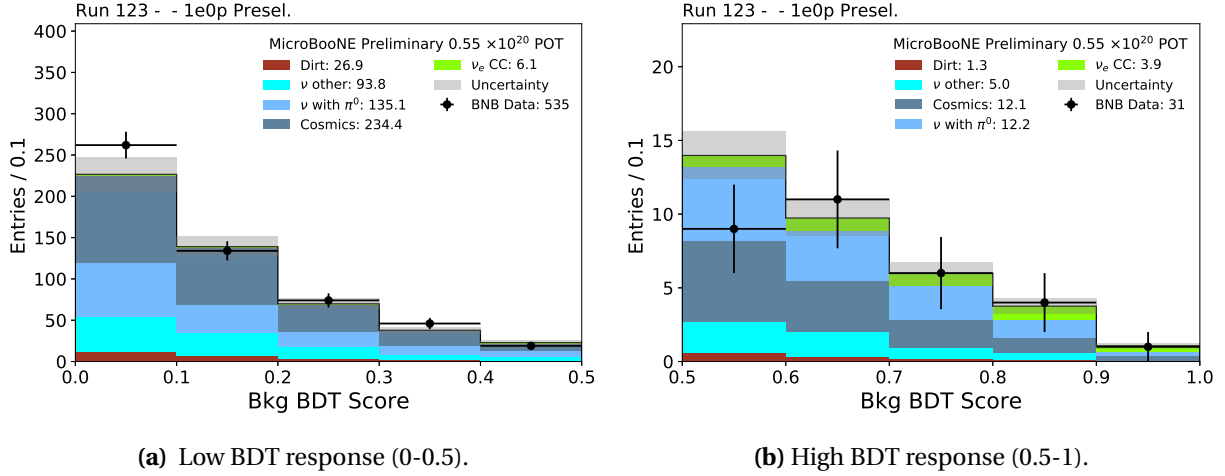 Run 123 - - 1e0p Presel.
MicroBooNE Preliminary 0.55 ×10²⁰ POT
Dirt: 26.9
ν other: 93.8
ν with π⁰: 135.1
Cosmics: 234.4
νₑ CC: 6.1
Uncertainty
BNB Data: 535
Entries / 0.1
400
350
300
250
200
150
100
50
0
0.0 0.1 0.2 0.3 0.4 0.5
Bkg BDT Score
(a) Low BDT response (0-0.5).
Run 123 - - 1e0p Presel.
MicroBooNE Preliminary 0.55 ×10²⁰ POT
Dirt: 1.3
ν other: 5.0
Cosmics: 12.1
ν with π⁰: 12.2
νₑ CC: 3.9
Uncertainty
BNB Data: 31
Entries / 0.1
20
15
10
5
0
0.5 0.6 0.7 0.8 0.9 1.0
Bkg BDT Score
(b) High BDT response (0.5-1).